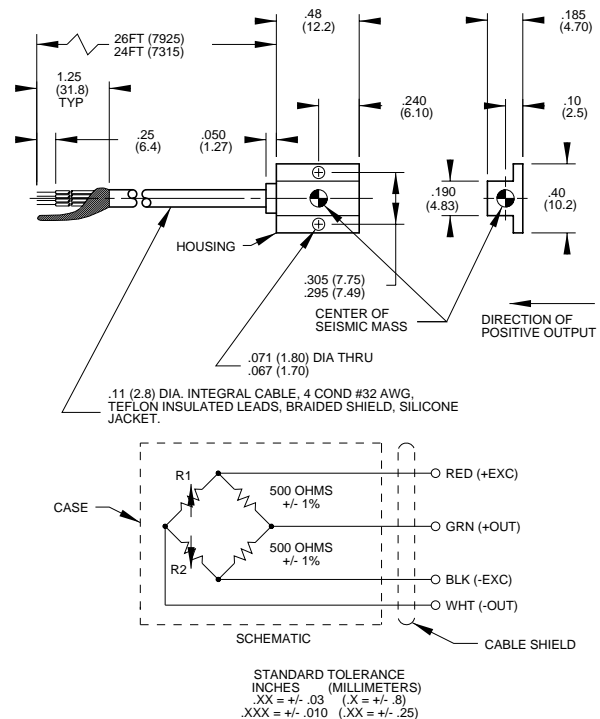 .48
(12.2)
.185
(4.70)
26FT (7925)
24FT (7315)
1.25
(31.8)
TYP
.240
(6.10)
.10
(2.5)
.25
(6.4)
.050
(1.27)
.190
(4.83)
.40
(10.2)
HOUSING
.305 (7.75)
.295 (7.49)
CENTER OF
SEISMIC MASS
DIRECTION OF
POSITIVE OUTPUT
.071 (1.80) DIA THRU
.067 (1.70)
.11 (2.8) DIA. INTEGRAL CABLE, 4 COND #32 AWG,
TEFLON INSULATED LEADS, BRAIDED SHIELD, SILICONE
JACKET.
R1
500 OHMS
+/- 1%
RED (+EXC)
CASE
GRN (+OUT)
500 OHMS
+/- 1%
R2
BLK (-EXC)
WHT (-OUT)
SCHEMATIC
CABLE SHIELD
STANDARD TOLERANCE
INCHES (MILLIMETERS)
.XX = +/- .03 (.X = +/- .8)
.XXX = +/- .010 (.XX = +/- .25)